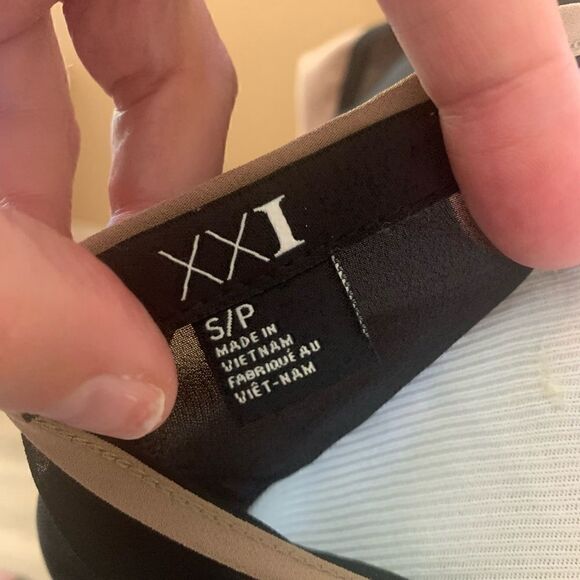 XXI
S/P
MADE IN
VIETNAM
FABRIQUÉ AU
VIÊT-NAM